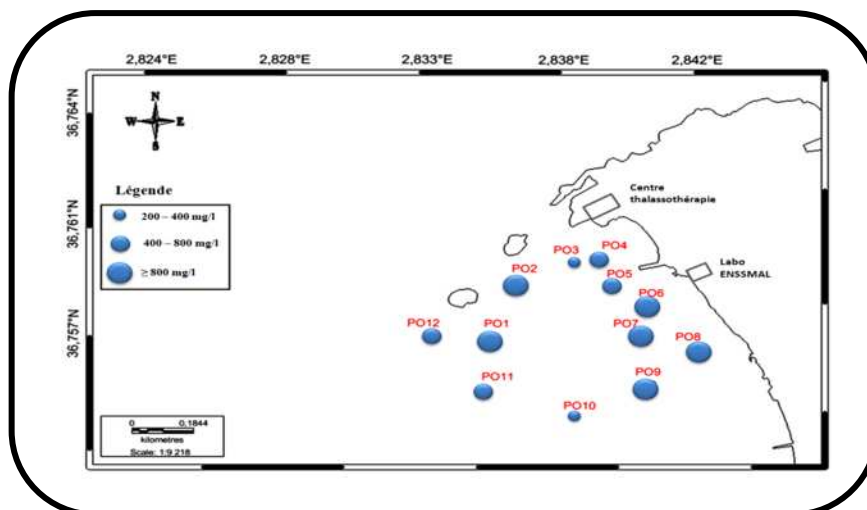 2,824°E 2,828°E 2,833°E 2,838°E 2,842°E
36,764°N
36,761°N
36,757°N
N
W E
S
Légende
200 – 400 mg/l
400 – 800 mg/l
≥ 800 mg/l
Centre
thalassothérapie
Labo
ENSSMAL
PO3 PO4
PO2 PO5
PO6
PO12 PO1 PO7 PO8
PO11 PO9
PO10
0 0,1844
kilometres
Scale: 1:9 218